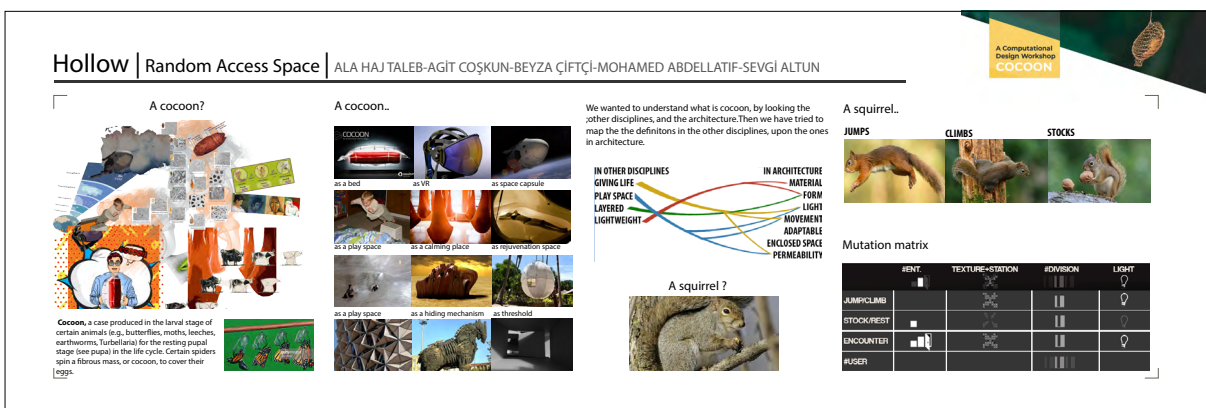 A Computational
Design Workshop
COCOON
Hollow | Random Access Space | ALA HAJ TALEB-AGİT COŞKUN-BEYZA ÇİFTÇİ-MOHAMED ABDELLATIF-SEVGİ ALTUN
A cocoon?
Cocoon, a case produced in the larval stage of
certain animals (e.g., butterflies, moths, leeches,
earthworms, Turbellaria) for the resting pupal
stage (see pupa) in the life cycle. Certain spiders
spin a fibrous mass, or cocoon, to cover their
eggs.
A cocoon..
COCOON
as a bed
as VR
as space capsule
as a play space
as a calming place
as rejuvenation space
as a play space
as a hiding mechanism
as threshold
We wanted to understand what is cocoon, by looking the
;other disciplines, and the architecture.Then we have tried to
map the the definitons in the other disciplines, upon the ones
in architecture.
IN OTHER DISCIPLINES
GIVING LIFE
PLAY SPACE
LAYERED
LIGHTWEIGHT
IN ARCHITECTURE
MATERIAL
FORM
LIGHT
MOVEMENT
ADAPTABLE
ENCLOSED SPACE
PERMEABILITY
A squirrel ?
A squirrel..
JUMPS
CLIMBS
STOCKS
Mutation matrix
#ENT.
TEXTURE+STATION
#DIVISION
LIGHT
JUMP/CLIMB
STOCK/REST
ENCOUNTER
#USER